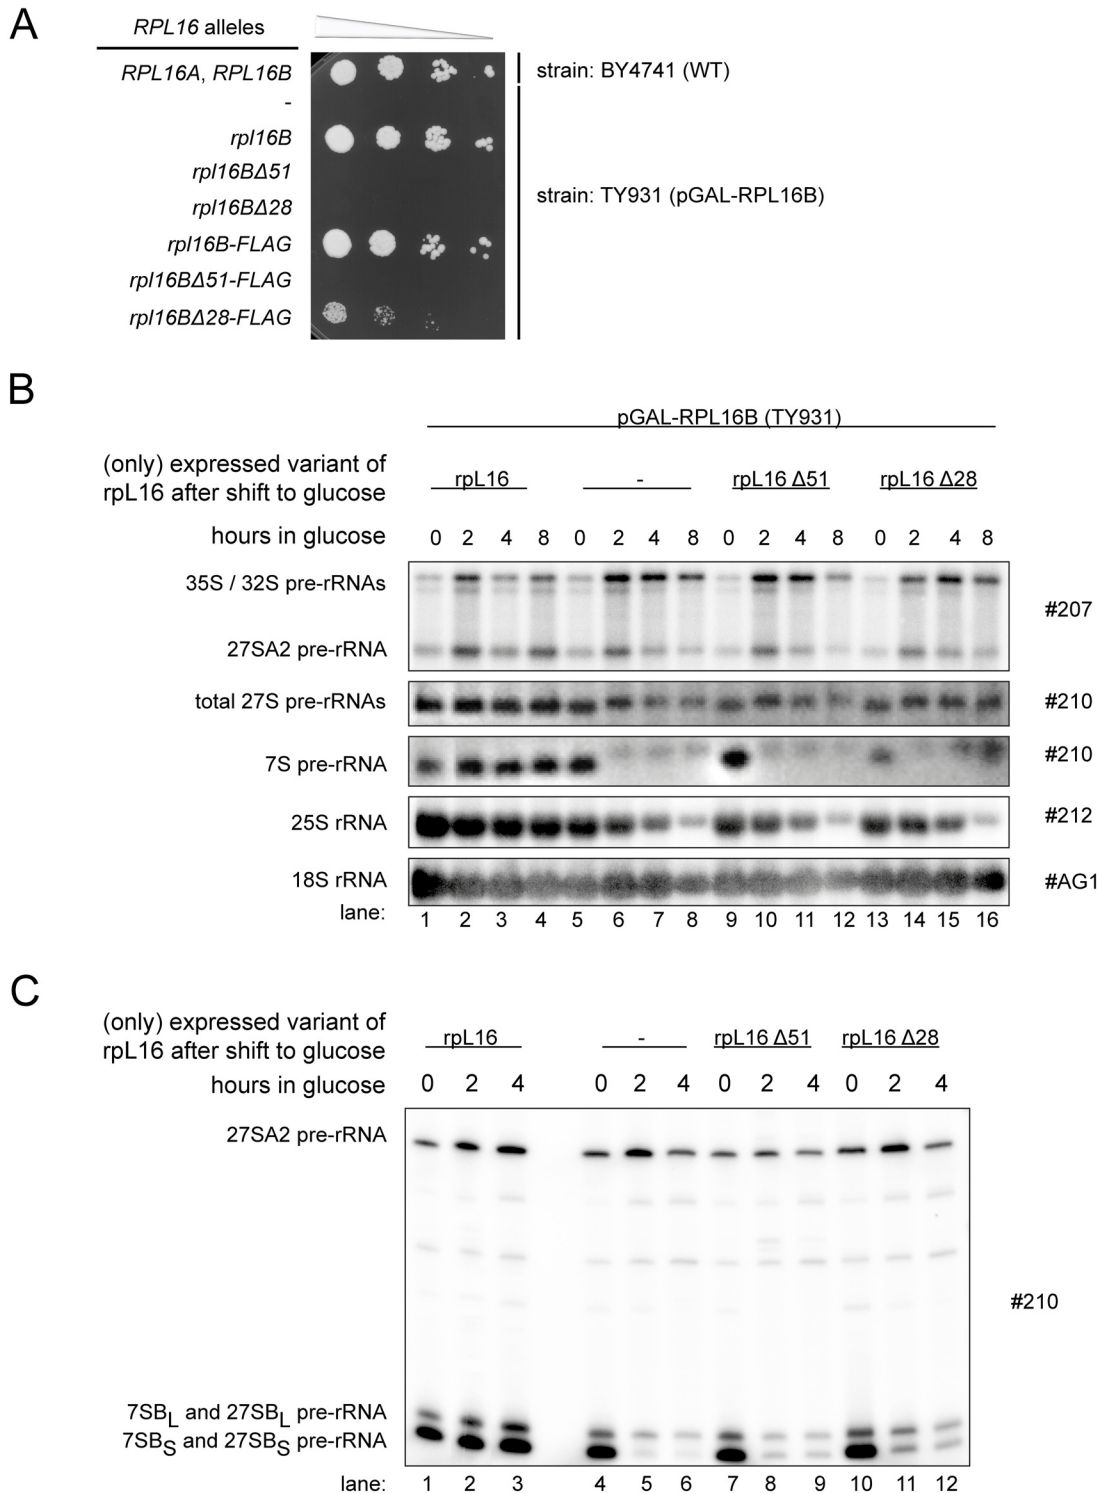 A
RPL16 alleles
RPL16A, RPL16B
strain: BY4741 (WT)
-
rpl16B
rpl16BΔ51
strain: TY931 (pGAL-RPL16B)
rpl16BΔ28
rpl16B-FLAG
rpl16BΔ51-FLAG
rpl16BΔ28-FLAG
B
pGAL-RPL16B (TY931)
(only) expressed variant of
rpL16 after shift to glucose
rpL16 - rpL16 Δ51 rpL16 Δ28
hours in glucose 0 2 4 8 0 2 4 8 0 2 4 8 0 2 4 8
35S / 32S pre-rRNAs
#207
27SA2 pre-rRNA
total 27S pre-rRNAs #210
7S pre-rRNA #210
25S rRNA #212
18S rRNA #AG1
lane: 1 2 3 4 5 6 7 8 9 10 11 12 13 14 15 16
C
(only) expressed variant of
rpL16 after shift to glucose
rpL16 - rpL16 Δ51 rpL16 Δ28
hours in glucose 0 2 4 0 2 4 0 2 4 0 2 4
27SA2 pre-rRNA
#210
7SBL and 27SBL pre-rRNA
7SBS and 27SBS pre-rRNA
lane: 1 2 3 4 5 6 7 8 9 10 11 12